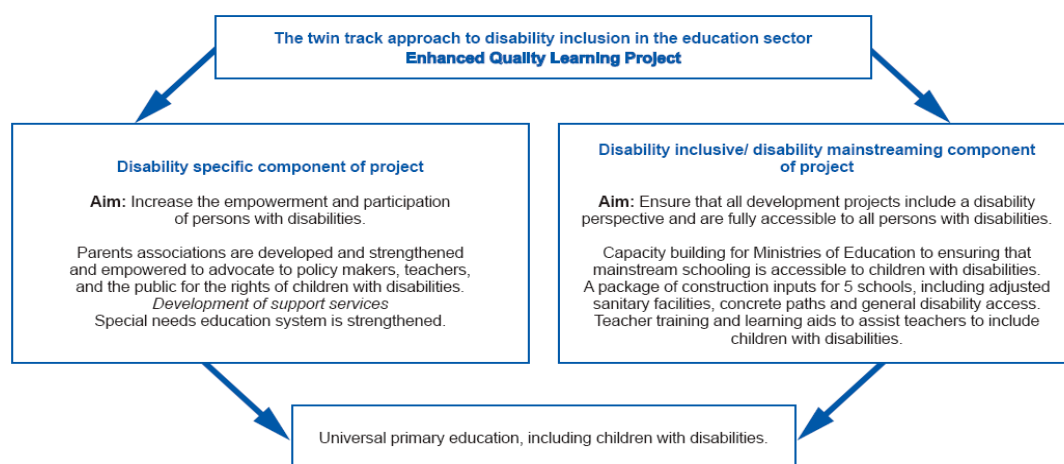 The twin track approach to disability inclusion in the education sector
Enhanced Quality Learning Project
Disability specific component of project
Aim: Increase the empowerment and participation
of persons with disabilities.
Parents associations are developed and strengthened
and empowered to advocate to policy makers, teachers,
and the public for the rights of children with disabilities.
Development of support services
Special needs education system is strengthened.
Disability inclusive/ disability mainstreaming component
of project
Aim: Ensure that all development projects include a disability
perspective and are fully accessible to all persons with disabilities.
Capacity building for Ministries of Education to ensuring that
mainstream schooling is accessible to children with disabilities.
A package of construction inputs for 5 schools, including adjusted
sanitary facilities, concrete paths and general disability access.
Teacher training and learning aids to assist teachers to include
children with disabilities.
Universal primary education, including children with disabilities.